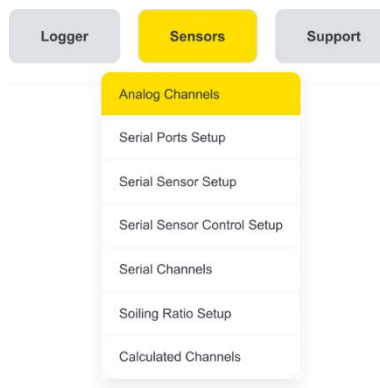 Logger
Sensors
Support
Analog Channels
Serial Ports Setup
Serial Sensor Setup
Serial Sensor Control Setup
Serial Channels
Soiling Ratio Setup
Calculated Channels